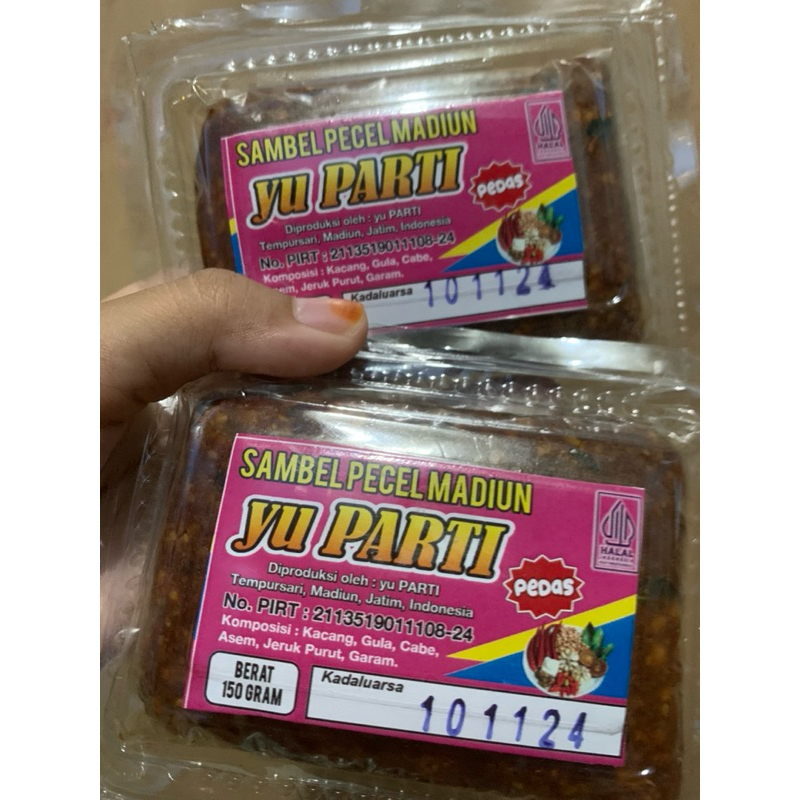 SAMBEL PECEL MADIUN
yu PARTI
PEDAS
HALAL
Diproduksi oleh : yu PARTI
Tempursari, Madiun, Jatim, Indonesia
No. PIRT : 2113519011108-24
Komposisi : Kacang, Gula, Cabe,
Asem, Jeruk Purut, Garam.
Kadaluarsa
101124
SAMBEL PECEL MADIUN
yu PARTI
PEDAS
HALAL
INDONESIA
Diproduksi oleh : yu PARTI
Tempursari, Madiun, Jatim, Indonesia
No. PIRT : 2113519011108-24
Komposisi : Kacang, Gula, Cabe,
Asem, Jeruk Purut, Garam.
BERAT
150 GRAM
Kadaluarsa
101124